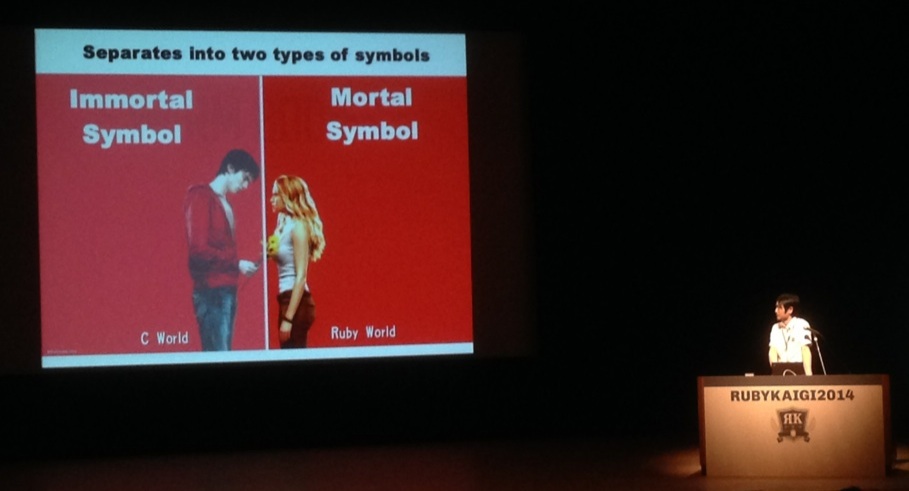 Separates into two types of symbols
Immortal
Symbol
Mortal
Symbol
C World
Ruby World
RUBYKAIGI2014
RK